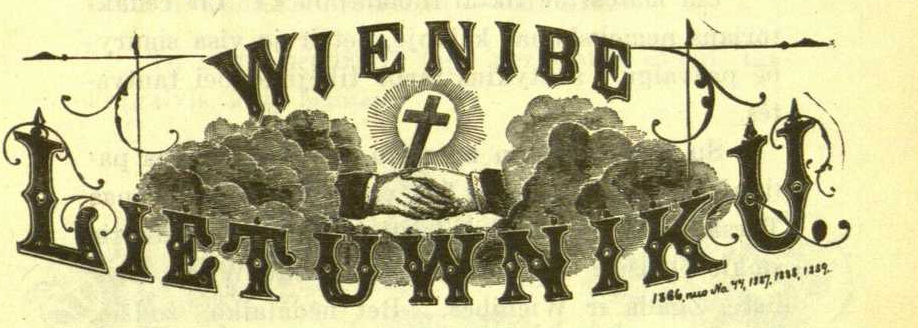 WIENIBE
LIETUWNIKU.
1886, nuo No. 44, 1887, 1888, 1889.